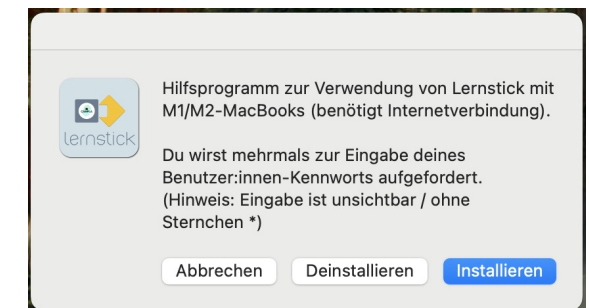 Hilfsprogramm zur Verwendung von Lernstick mit
M1/M2-MacBooks (benötigt Internetverbindung).
Du wirst mehrmals zur Eingabe deines
Benutzer:innen-Kennworts aufgefordert.
(Hinweis: Eingabe ist unsichtbar / ohne
Sternchen *)
lernstick
Abbrechen Deinstallieren Installieren